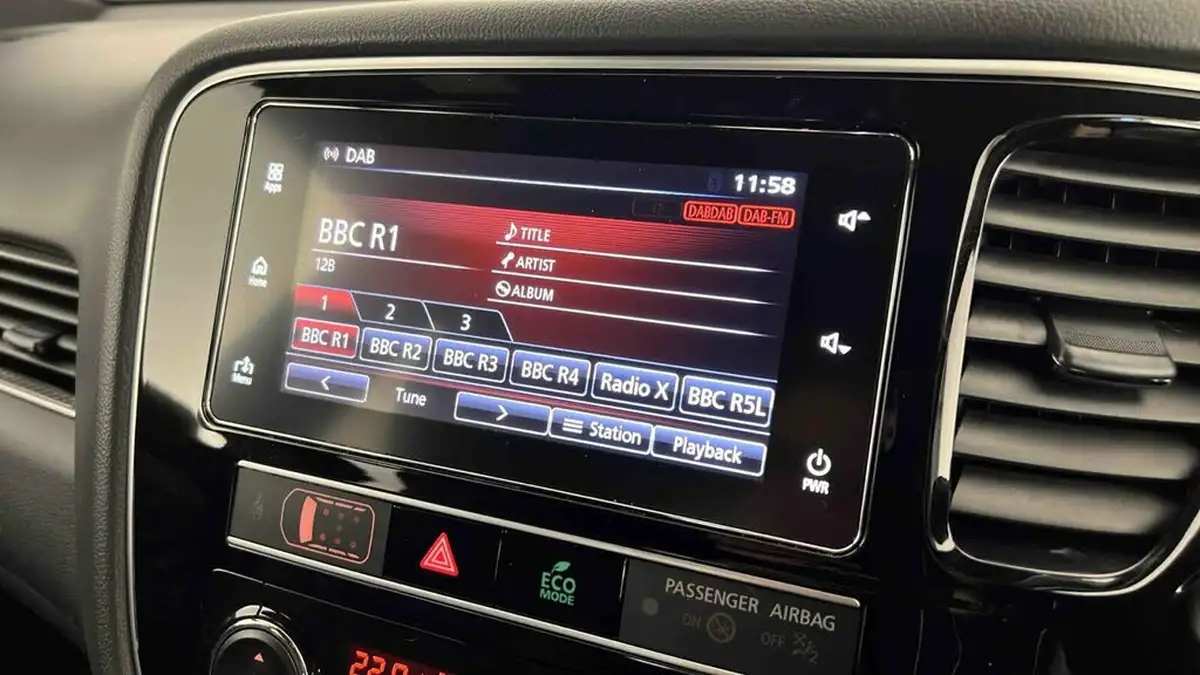 DAB
11:58
Apps
DABDAB DAB-FM
BBC R1
TITLE
12B
ARTIST
ALBUM
Home
1 2 3
BBC R1 BBC R2 BBC R3 BBC R4 Radio X BBC R5L
Menu
< Tune > Station Playback
PWR
ECO
MODE
PASSENGER AIRBAG
ON OFF
22.0